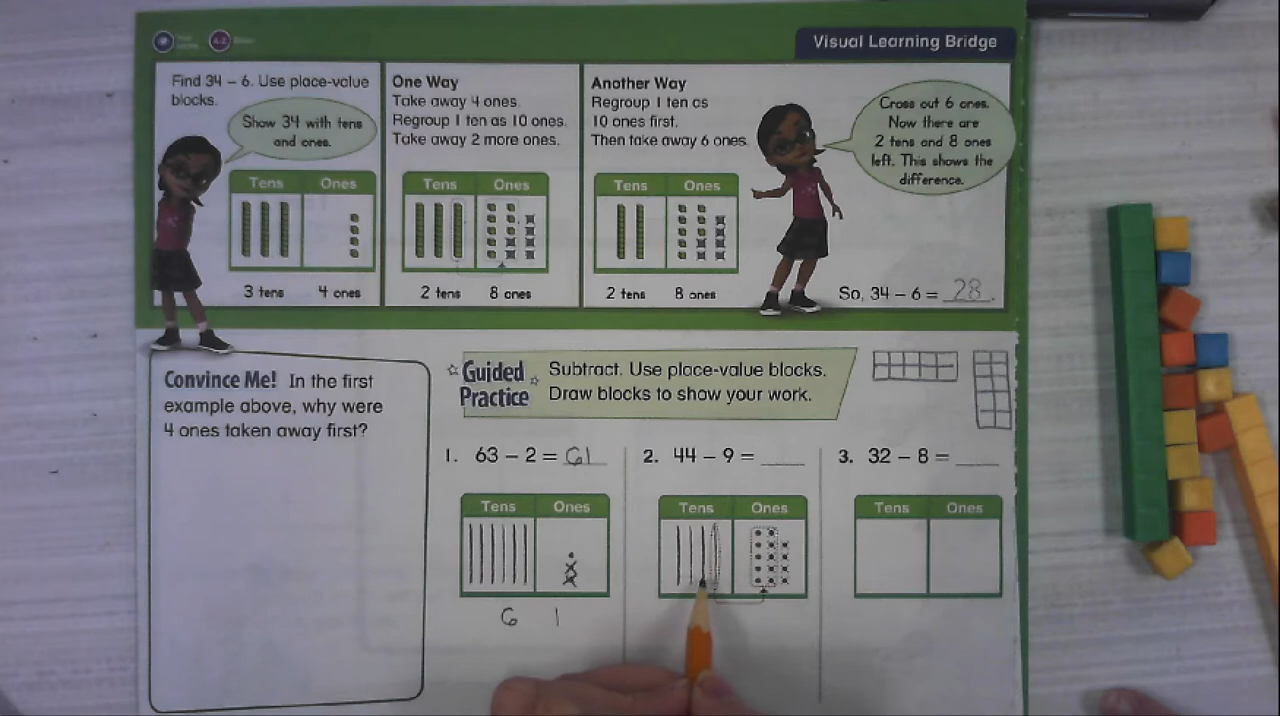 A-Z
Visual Learning Bridge
Find 34 – 6. Use place-value
blocks.
Show 34 with tens
and ones.
Tens Ones
3 tens 4 ones
One Way
Take away 4 ones.
Regroup 1 ten as 10 ones.
Take away 2 more ones.
Tens Ones
2 tens 8 ones
Another Way
Regroup 1 ten as
10 ones first.
Then take away 6 ones.
Tens Ones
2 tens 8 ones
Cross out 6 ones.
Now there are
2 tens and 8 ones
left. This shows the
difference.
So, 34 – 6 = 28.
Convince Me! In the first
example above, why were
4 ones taken away first?
Guided
Practice
Subtract. Use place-value blocks.
Draw blocks to show your work.
1. 63 – 2 = 61
Tens Ones
6 1
2. 44 – 9 = ____
Tens Ones
3. 32 – 8 = ____
Tens Ones